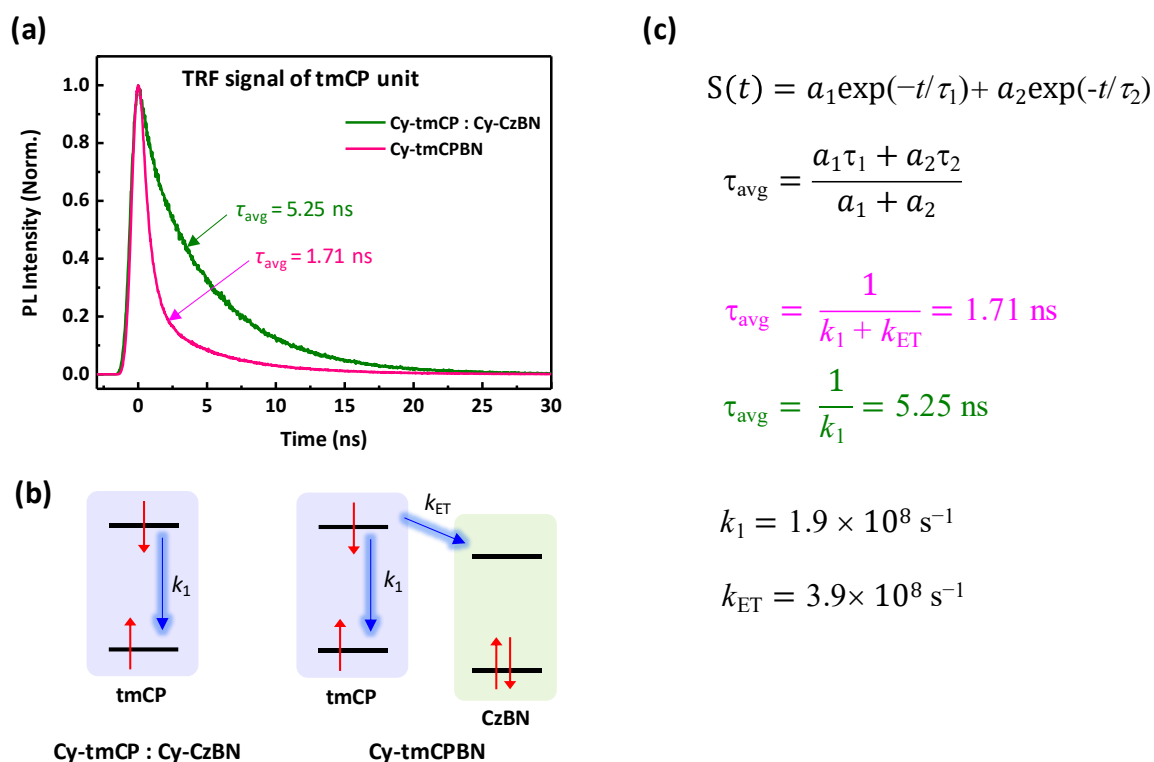 (a)
TRF signal of tmCP unit
Cy-tmCP : Cy-CzBN
Cy-tmCPBN
τavg = 5.25 ns
τavg = 1.71 ns
PL Intensity (Norm.)
1.0
0.8
0.6
0.4
0.2
0.0
0 5 10 15 20 25 30
Time (ns)
(b)
k1
tmCP
Cy-tmCP : Cy-CzBN
kET
k1
tmCP
CzBN
Cy-tmCPBN
(c)
S(t) = a1exp(−t/τ1)+ a2exp(-t/τ2)
τavg = (a1τ1 + a2τ2) / (a1 + a2)
τavg = 1 / (k1 + kET) = 1.71 ns
τavg = 1 / k1 = 5.25 ns
k1 = 1.9 × 10⁸ s⁻¹
kET = 3.9× 10⁸ s⁻¹